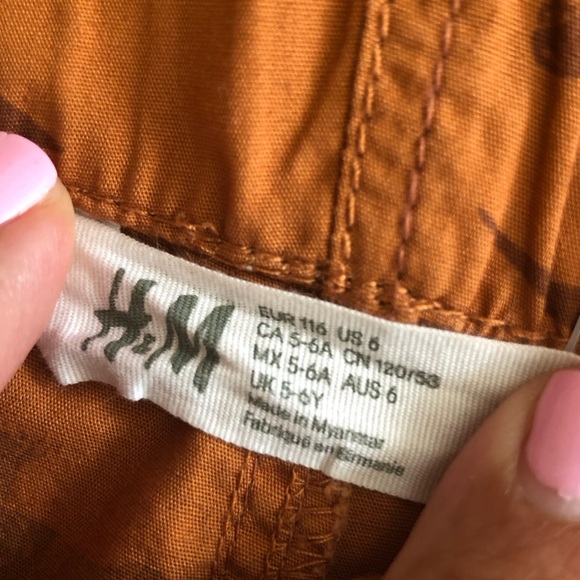 H&M
EUR 116 US 6
CA 5-6A CN 120/53
MX 5-6A AUS 6
UK 5-6Y
Made in Myanmar
Fabriqué en Birmanie